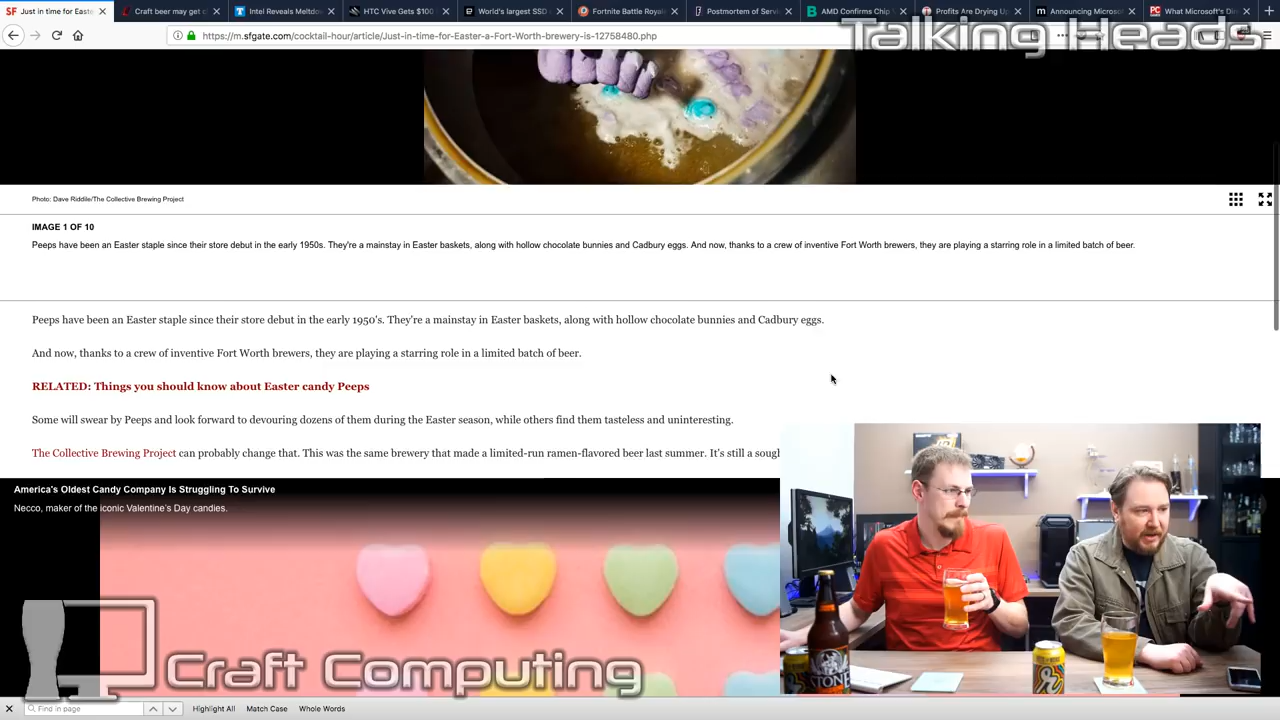 SF Just in time for Easte
Craft beer may get c
Intel Reveals Meltdow
HTC Vive Gets $100
World's largest SSD
Fortnite Battle Royale
Postmortem of Servi
AMD Confirms Chip V
Profits Are Drying Up
m Announcing Microso
PC What Microsoft's Di
https://m.sfgate.com/cocktail-hour/article/Just-in-time-for-Easter-a-Fort-Worth-brewery-is-12758480.php
Talking Heads
Photo: Dave Riddile/The Collective Brewing Project
IMAGE 1 OF 10
Peeps have been an Easter staple since their store debut in the early 1950s. They're a mainstay in Easter baskets, along with hollow chocolate bunnies and Cadbury eggs. And now, thanks to a crew of inventive Fort Worth brewers, they are playing a starring role in a limited batch of beer.
Peeps have been an Easter staple since their store debut in the early 1950's. They're a mainstay in Easter baskets, along with hollow chocolate bunnies and Cadbury eggs.
And now, thanks to a crew of inventive Fort Worth brewers, they are playing a starring role in a limited batch of beer.
RELATED: Things you should know about Easter candy Peeps
Some will swear by Peeps and look forward to devouring dozens of them during the Easter season, while others find them tasteless and uninteresting.
The Collective Brewing Project can probably change that. This was the same brewery that made a limited-run ramen-flavored beer last summer. It's still a sough
America's Oldest Candy Company Is Struggling To Survive
Necco, maker of the iconic Valentine's Day candies.
STONE
Craft Computing
Find in page
Highlight All
Match Case
Whole Words